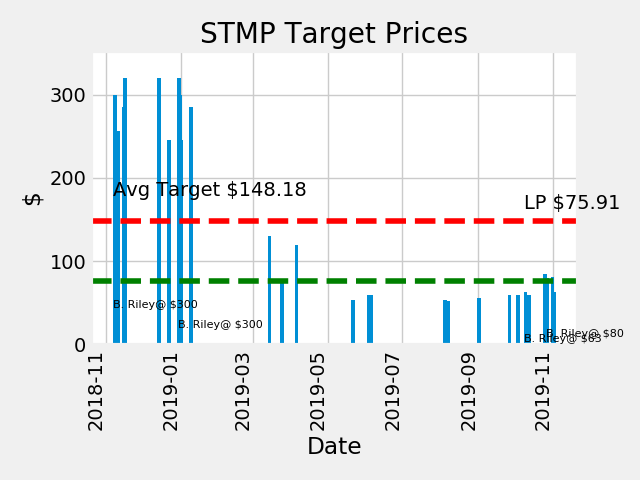 STMP Target Prices
300
200
100
0
$
Avg Target $148.18
LP $75.91
B. Riley@ $300
B. Riley@ $300
B. Riley@ $80
B. Riley@ $63
2018-11
2019-01
2019-03
2019-05
2019-07
2019-09
2019-11
Date